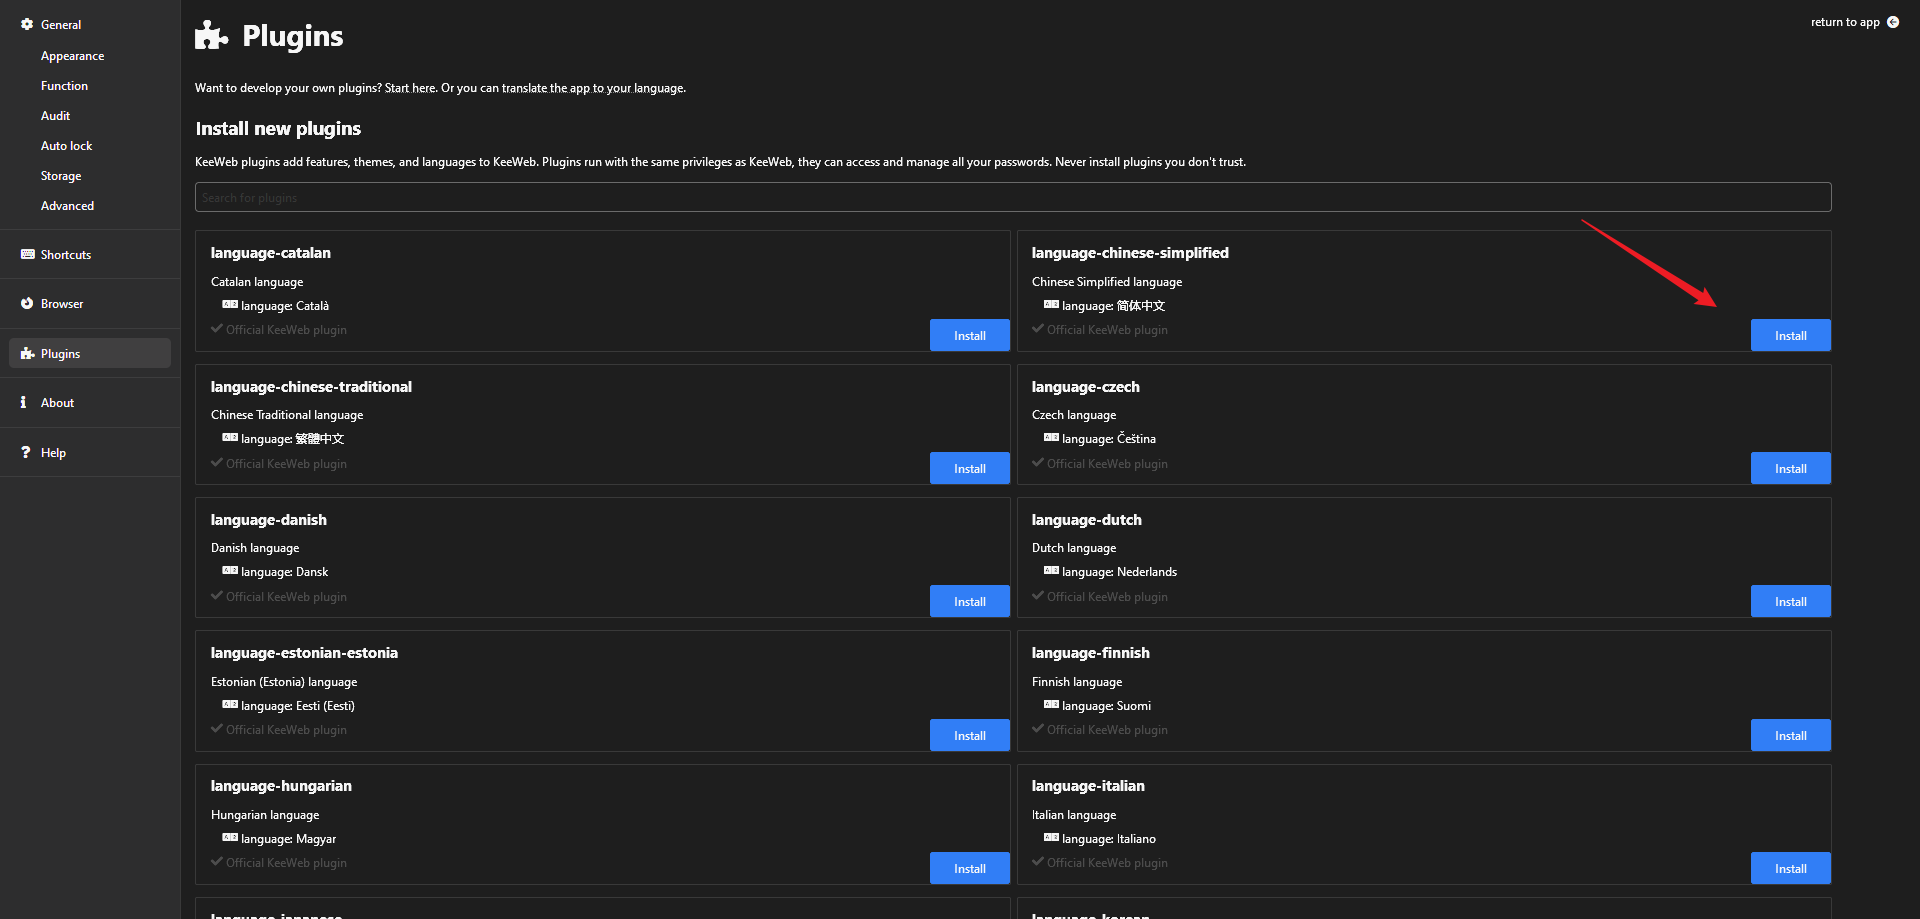 General
Appearance
Function
Audit
Auto lock
Storage
Advanced
Shortcuts
Browser
Plugins
About
Help
return to app
Plugins
Want to develop your own plugins? Start here. Or you can translate the app to your language.
Install new plugins
KeeWeb plugins add features, themes, and languages to KeeWeb. Plugins run with the same privileges as KeeWeb, they can access and manage all your passwords. Never install plugins you don't trust.
Search for plugins
language-catalan
Catalan language
language: Català
Official KeeWeb plugin
Install
language-chinese-simplified
Chinese Simplified language
language: 简体中文
Official KeeWeb plugin
Install
language-chinese-traditional
Chinese Traditional language
language: 繁體中文
Official KeeWeb plugin
Install
language-czech
Czech language
language: Čeština
Official KeeWeb plugin
Install
language-danish
Danish language
language: Dansk
Official KeeWeb plugin
Install
language-dutch
Dutch language
language: Nederlands
Official KeeWeb plugin
Install
language-estonian-estonia
Estonian (Estonia) language
language: Eesti (Eesti)
Official KeeWeb plugin
Install
language-finnish
Finnish language
language: Suomi
Official KeeWeb plugin
Install
language-hungarian
Hungarian language
language: Magyar
Official KeeWeb plugin
Install
language-italian
Italian language
language: Italiano
Official KeeWeb plugin
Install
language-japanese
language-korean